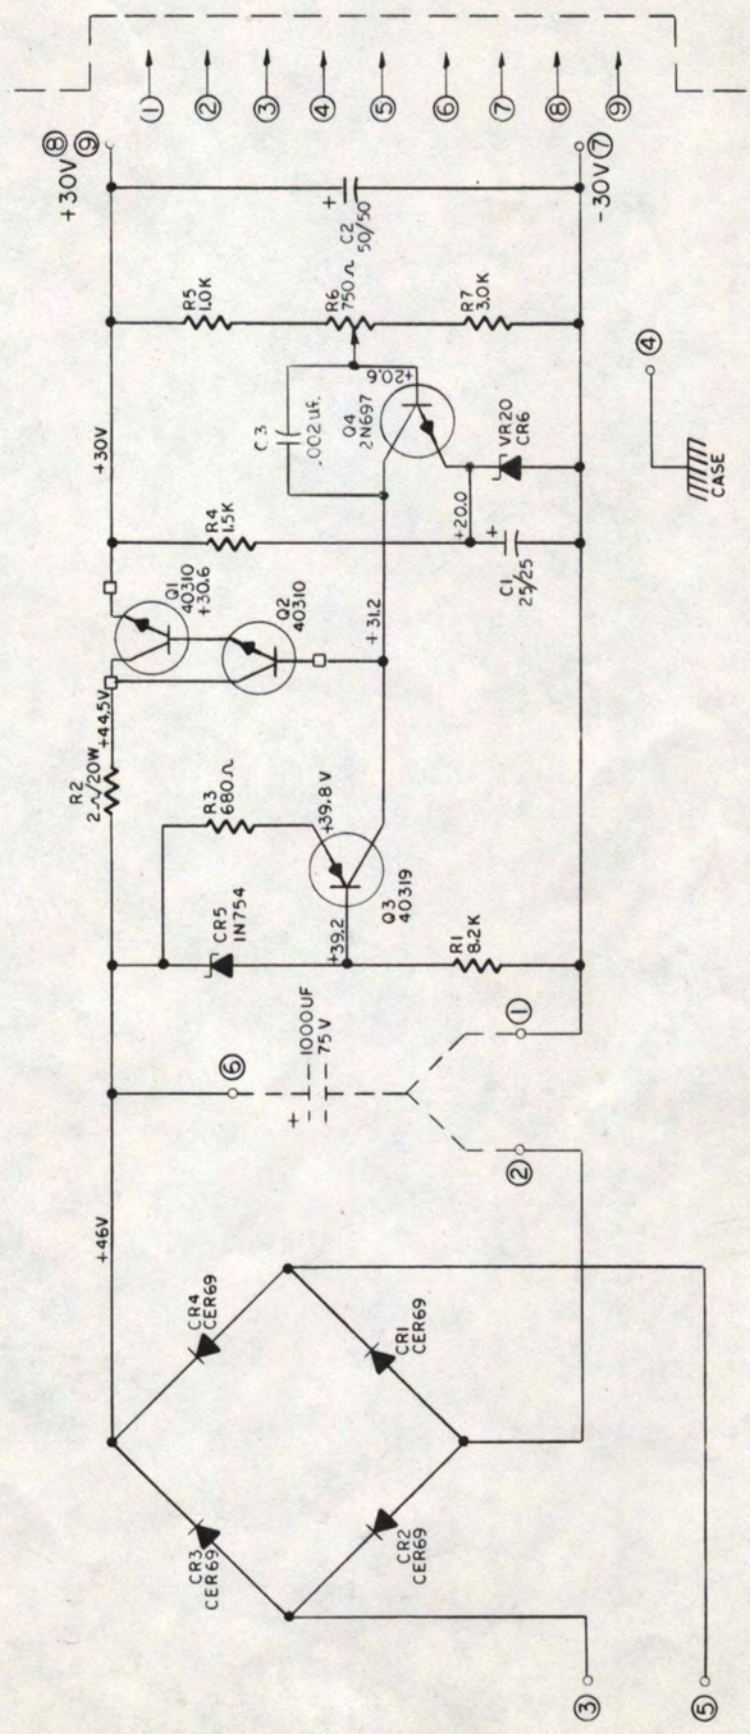 ③
⑤
CR3
CER69
CR2
CER69
CR4
CER69
CR1
CER69
+46V
②
①
⑥
+
1000UF
75V
CR5
1N754
+39.2
R1
8.2K
R3
680Ω
+39.8V
Q3
40319
R2
2Ω/20W
+44.5V
Q1
40310
+30.6
Q2
40310
+31.2
R4
1.5K
+20.0
+
C1
25/25
+30V
C3
.002uf.
+20.6
Q4
2N697
VR20
CR6
R5
1.0K
R6
750Ω
R7
3.0K
+
C2
50/50
+30V ⑧
⑨
-30V ⑦
④
CASE
①
②
③
④
⑤
⑥
⑦
⑧
⑨